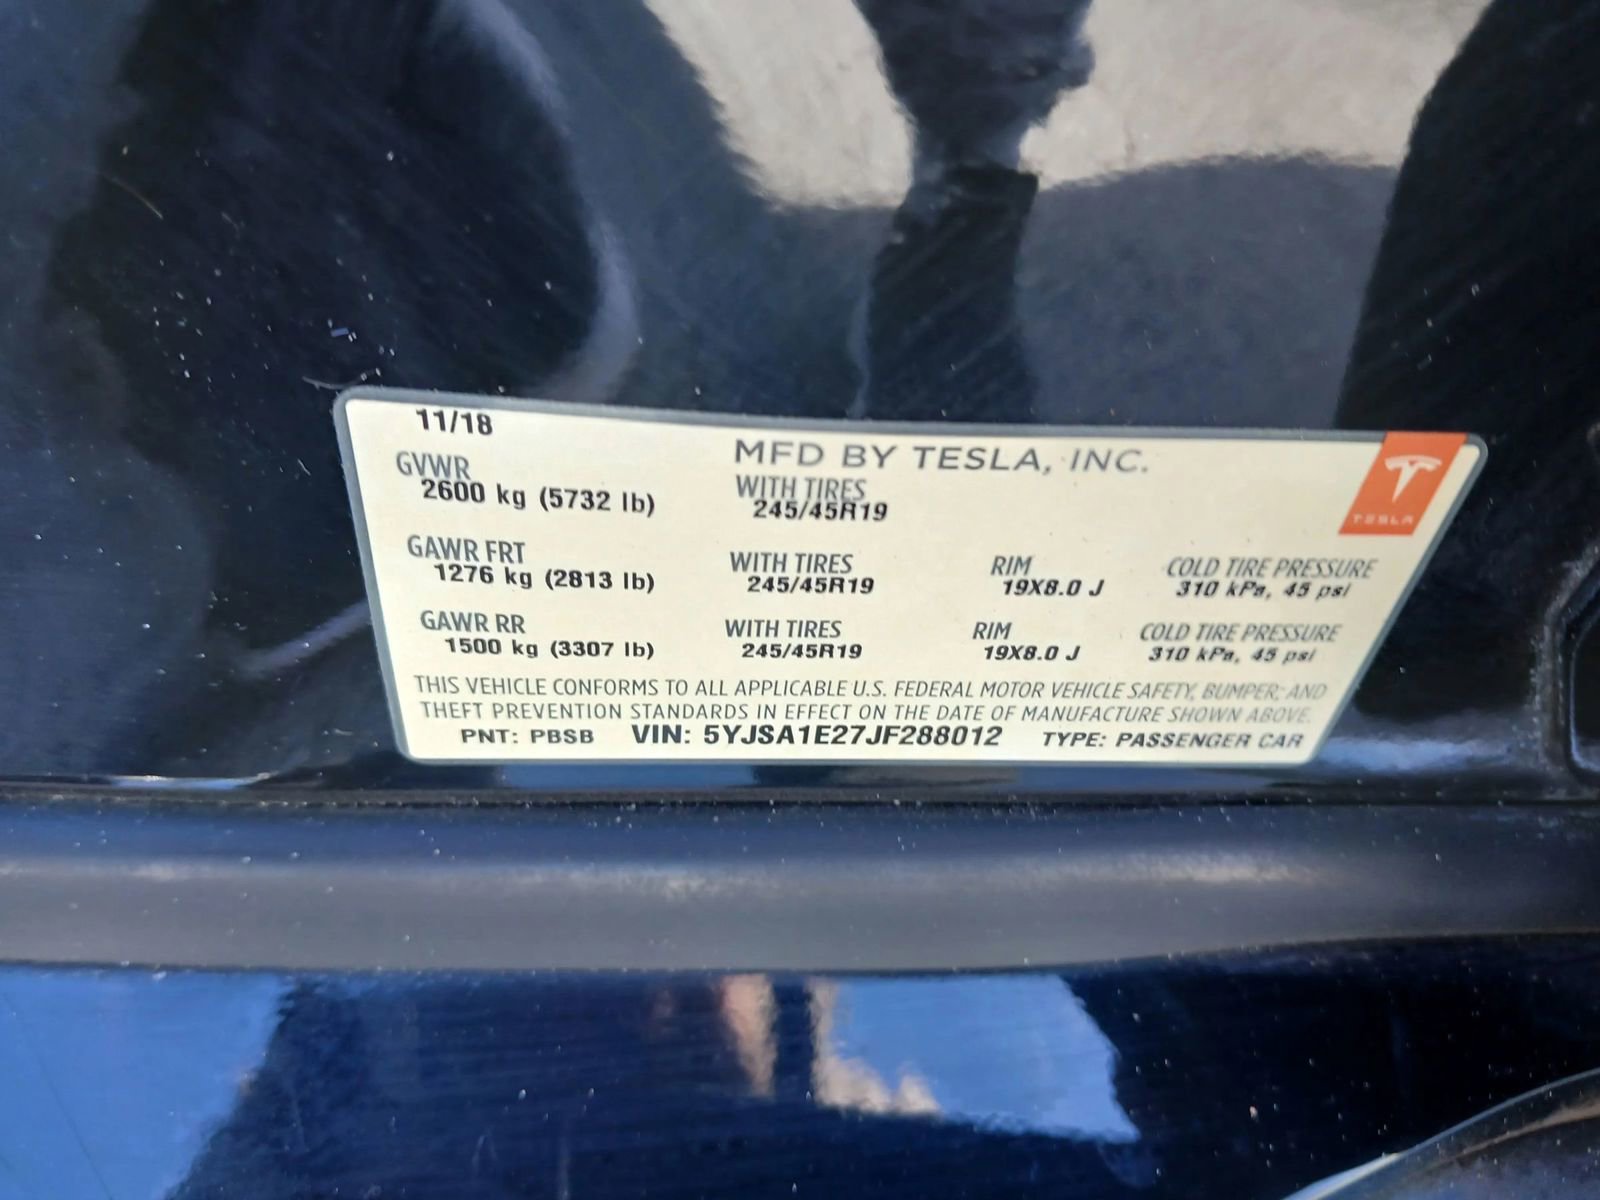 11/18
MFD BY TESLA, INC.
GVWR WITH TIRES
2600 kg (5732 lb) 245/45R19
TESLA
GAWR FRT WITH TIRES RIM COLD TIRE PRESSURE
1276 kg (2813 lb) 245/45R19 19X8.0 J 310 kPa, 45 psi
GAWR RR WITH TIRES RIM COLD TIRE PRESSURE
1500 kg (3307 lb) 245/45R19 19X8.0 J 310 kPa, 45 psi
THIS VEHICLE CONFORMS TO ALL APPLICABLE U.S. FEDERAL MOTOR VEHICLE SAFETY, BUMPER, AND
THEFT PREVENTION STANDARDS IN EFFECT ON THE DATE OF MANUFACTURE SHOWN ABOVE.
PNT: PBSB VIN: 5YJSA1E27JF288012 TYPE: PASSENGER CAR